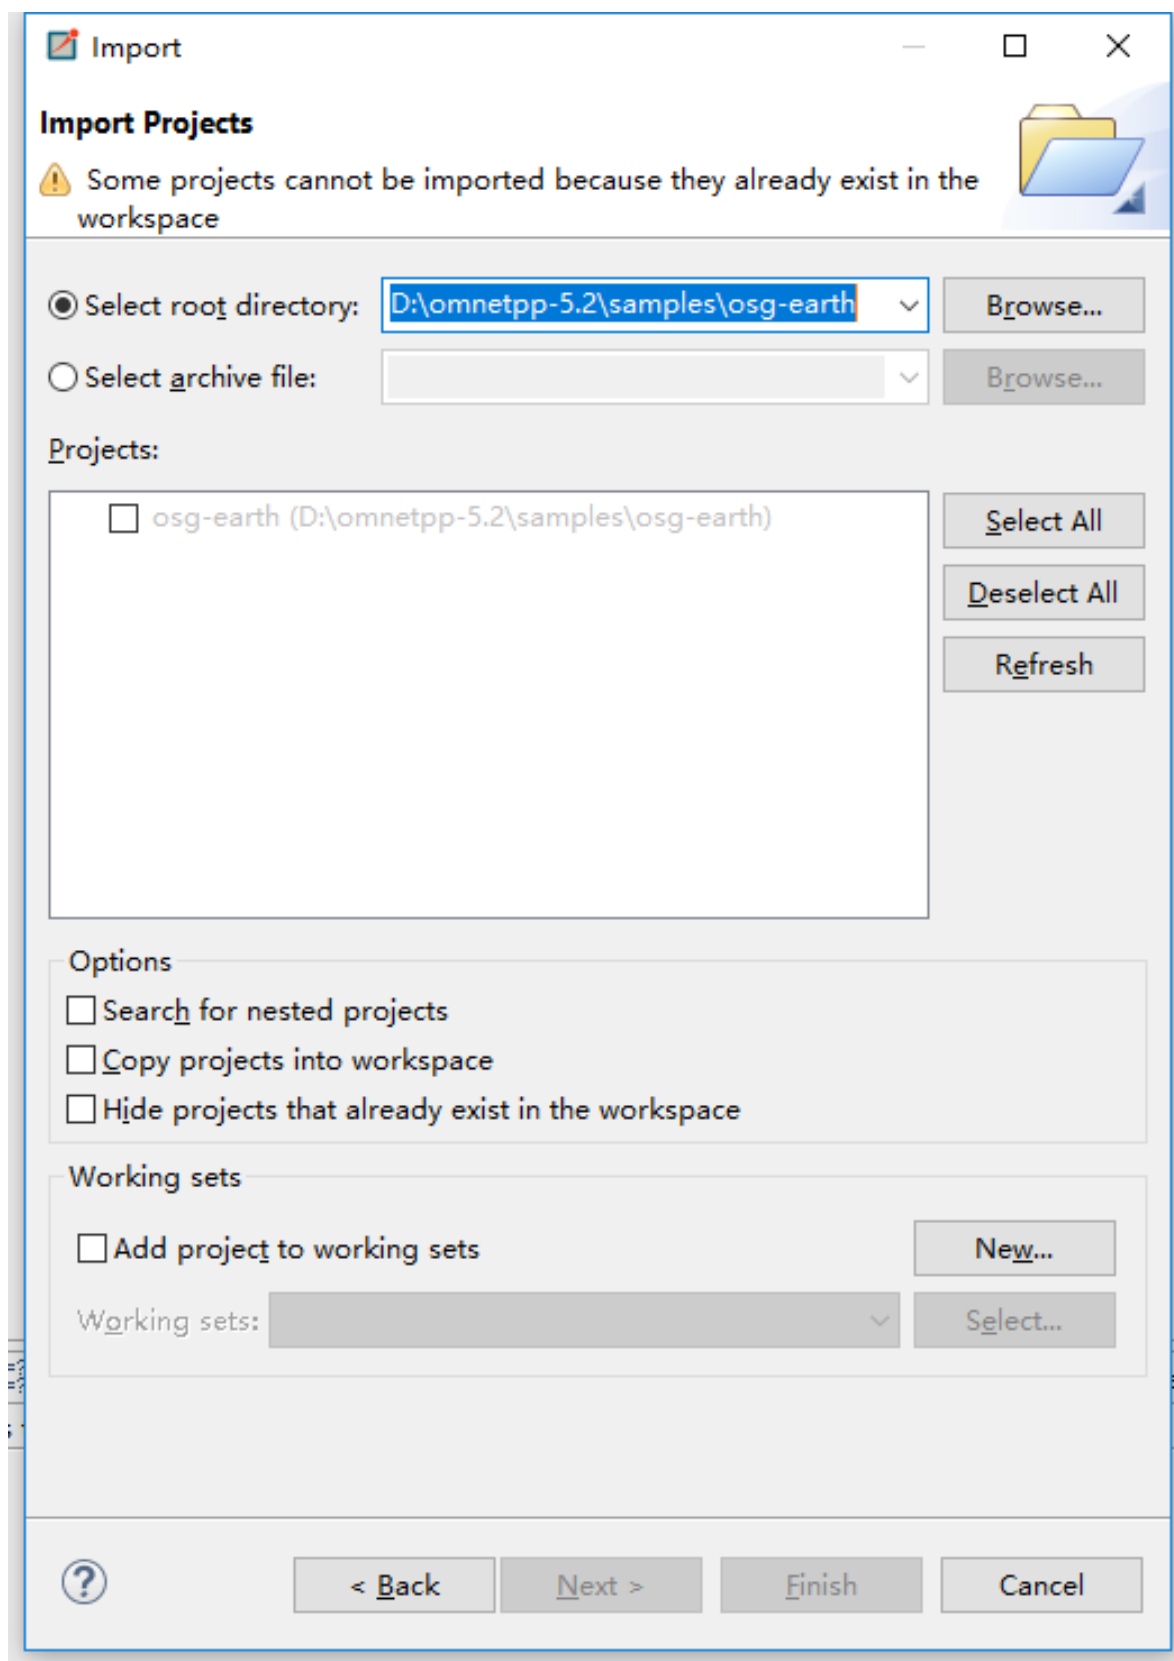 Import
Import Projects
Some projects cannot be imported because they already exist in the
workspace
Select root directory: D:\omnetpp-5.2\samples\osg-earth Browse...
Select archive file: Browse...
Projects:
osg-earth (D:\omnetpp-5.2\samples\osg-earth)
Select All
Deselect All
Refresh
Options
Search for nested projects
Copy projects into workspace
Hide projects that already exist in the workspace
Working sets
Add project to working sets New...
Working sets: Select...
? < Back Next > Finish Cancel